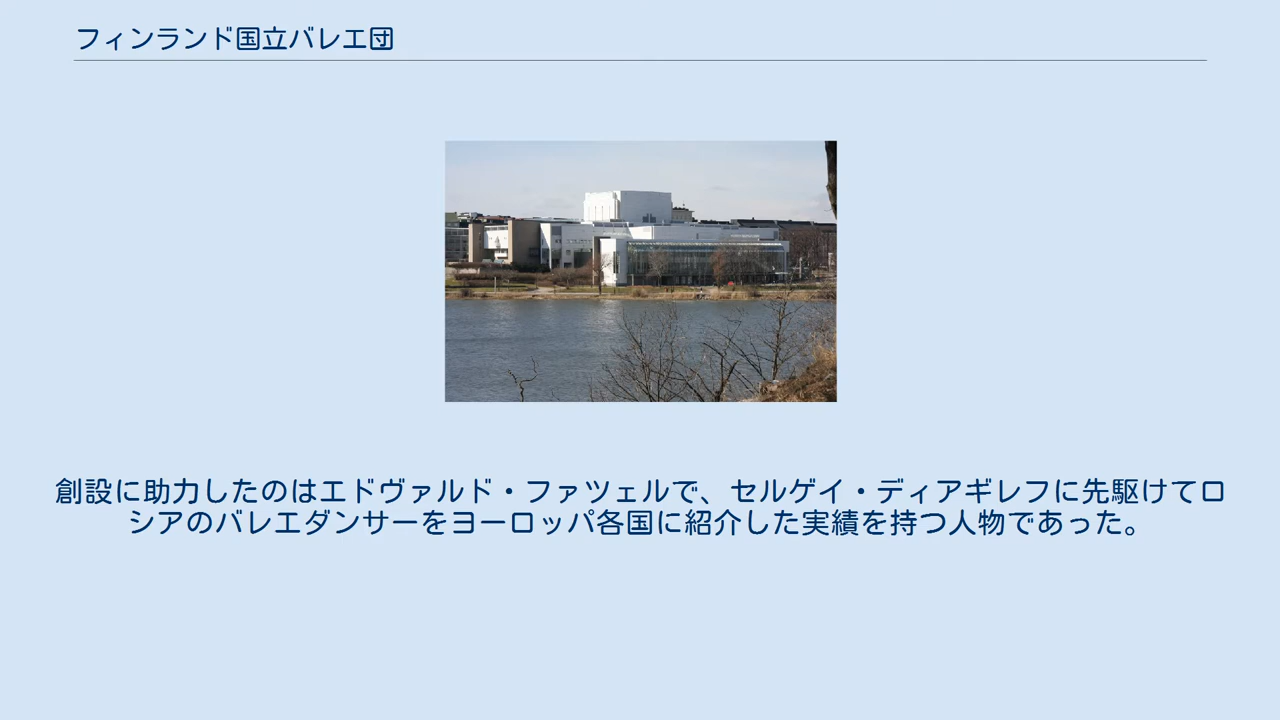 フィンランド国立バレエ団
創設に助力したのはエドヴァルド・ファツェルで、セルゲイ・ディアギレフに先駆けてロ
シアのバレエダンサーをヨーロッパ各国に紹介した実績を持つ人物であった。